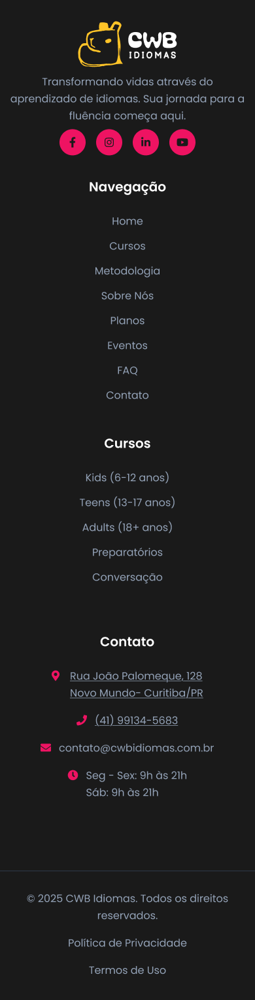 CWB
IDIOMAS
Transformando vidas através do
aprendizado de idiomas. Sua jornada para a
fluência começa aqui.
Navegação
Home
Cursos
Metodologia
Sobre Nós
Planos
Eventos
FAQ
Contato
Cursos
Kids (6-12 anos)
Teens (13-17 anos)
Adults (18+ anos)
Preparatórios
Conversação
Contato
Rua João Palomeque, 128
Novo Mundo- Curitiba/PR
(41) 99134-5683
contato@cwbidiomas.com.br
Seg - Sex: 9h às 21h
Sáb: 9h às 21h
© 2025 CWB Idiomas. Todos os direitos
reservados.
Política de Privacidade
Termos de Uso